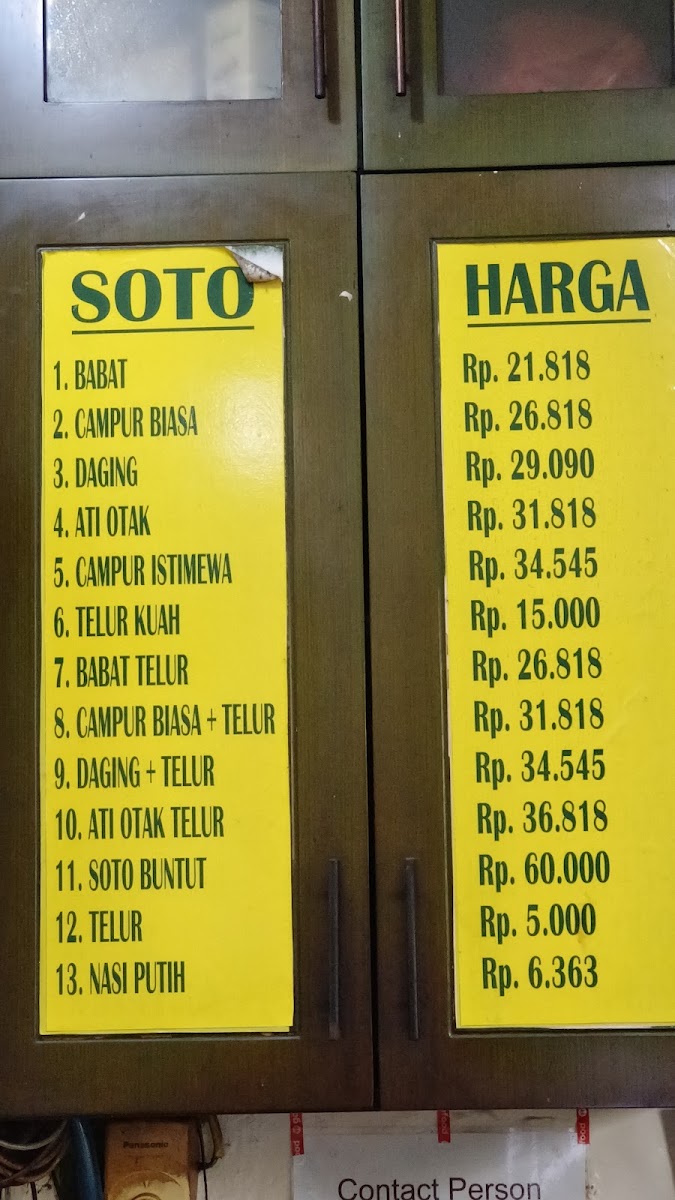 SOTO
1. BABAT
2. CAMPUR BIASA
3. DAGING
4. ATI OTAK
5. CAMPUR ISTIMEWA
6. TELUR KUAH
7. BABAT TELUR
8. CAMPUR BIASA + TELUR
9. DAGING + TELUR
10. ATI OTAK TELUR
11. SOTO BUNTUT
12. TELUR
13. NASI PUTIH
HARGA
Rp. 21.818
Rp. 26.818
Rp. 29.090
Rp. 31.818
Rp. 34.545
Rp. 15.000
Rp. 26.818
Rp. 31.818
Rp. 34.545
Rp. 36.818
Rp. 60.000
Rp. 5.000
Rp. 6.363
Panasonic
Contact Person